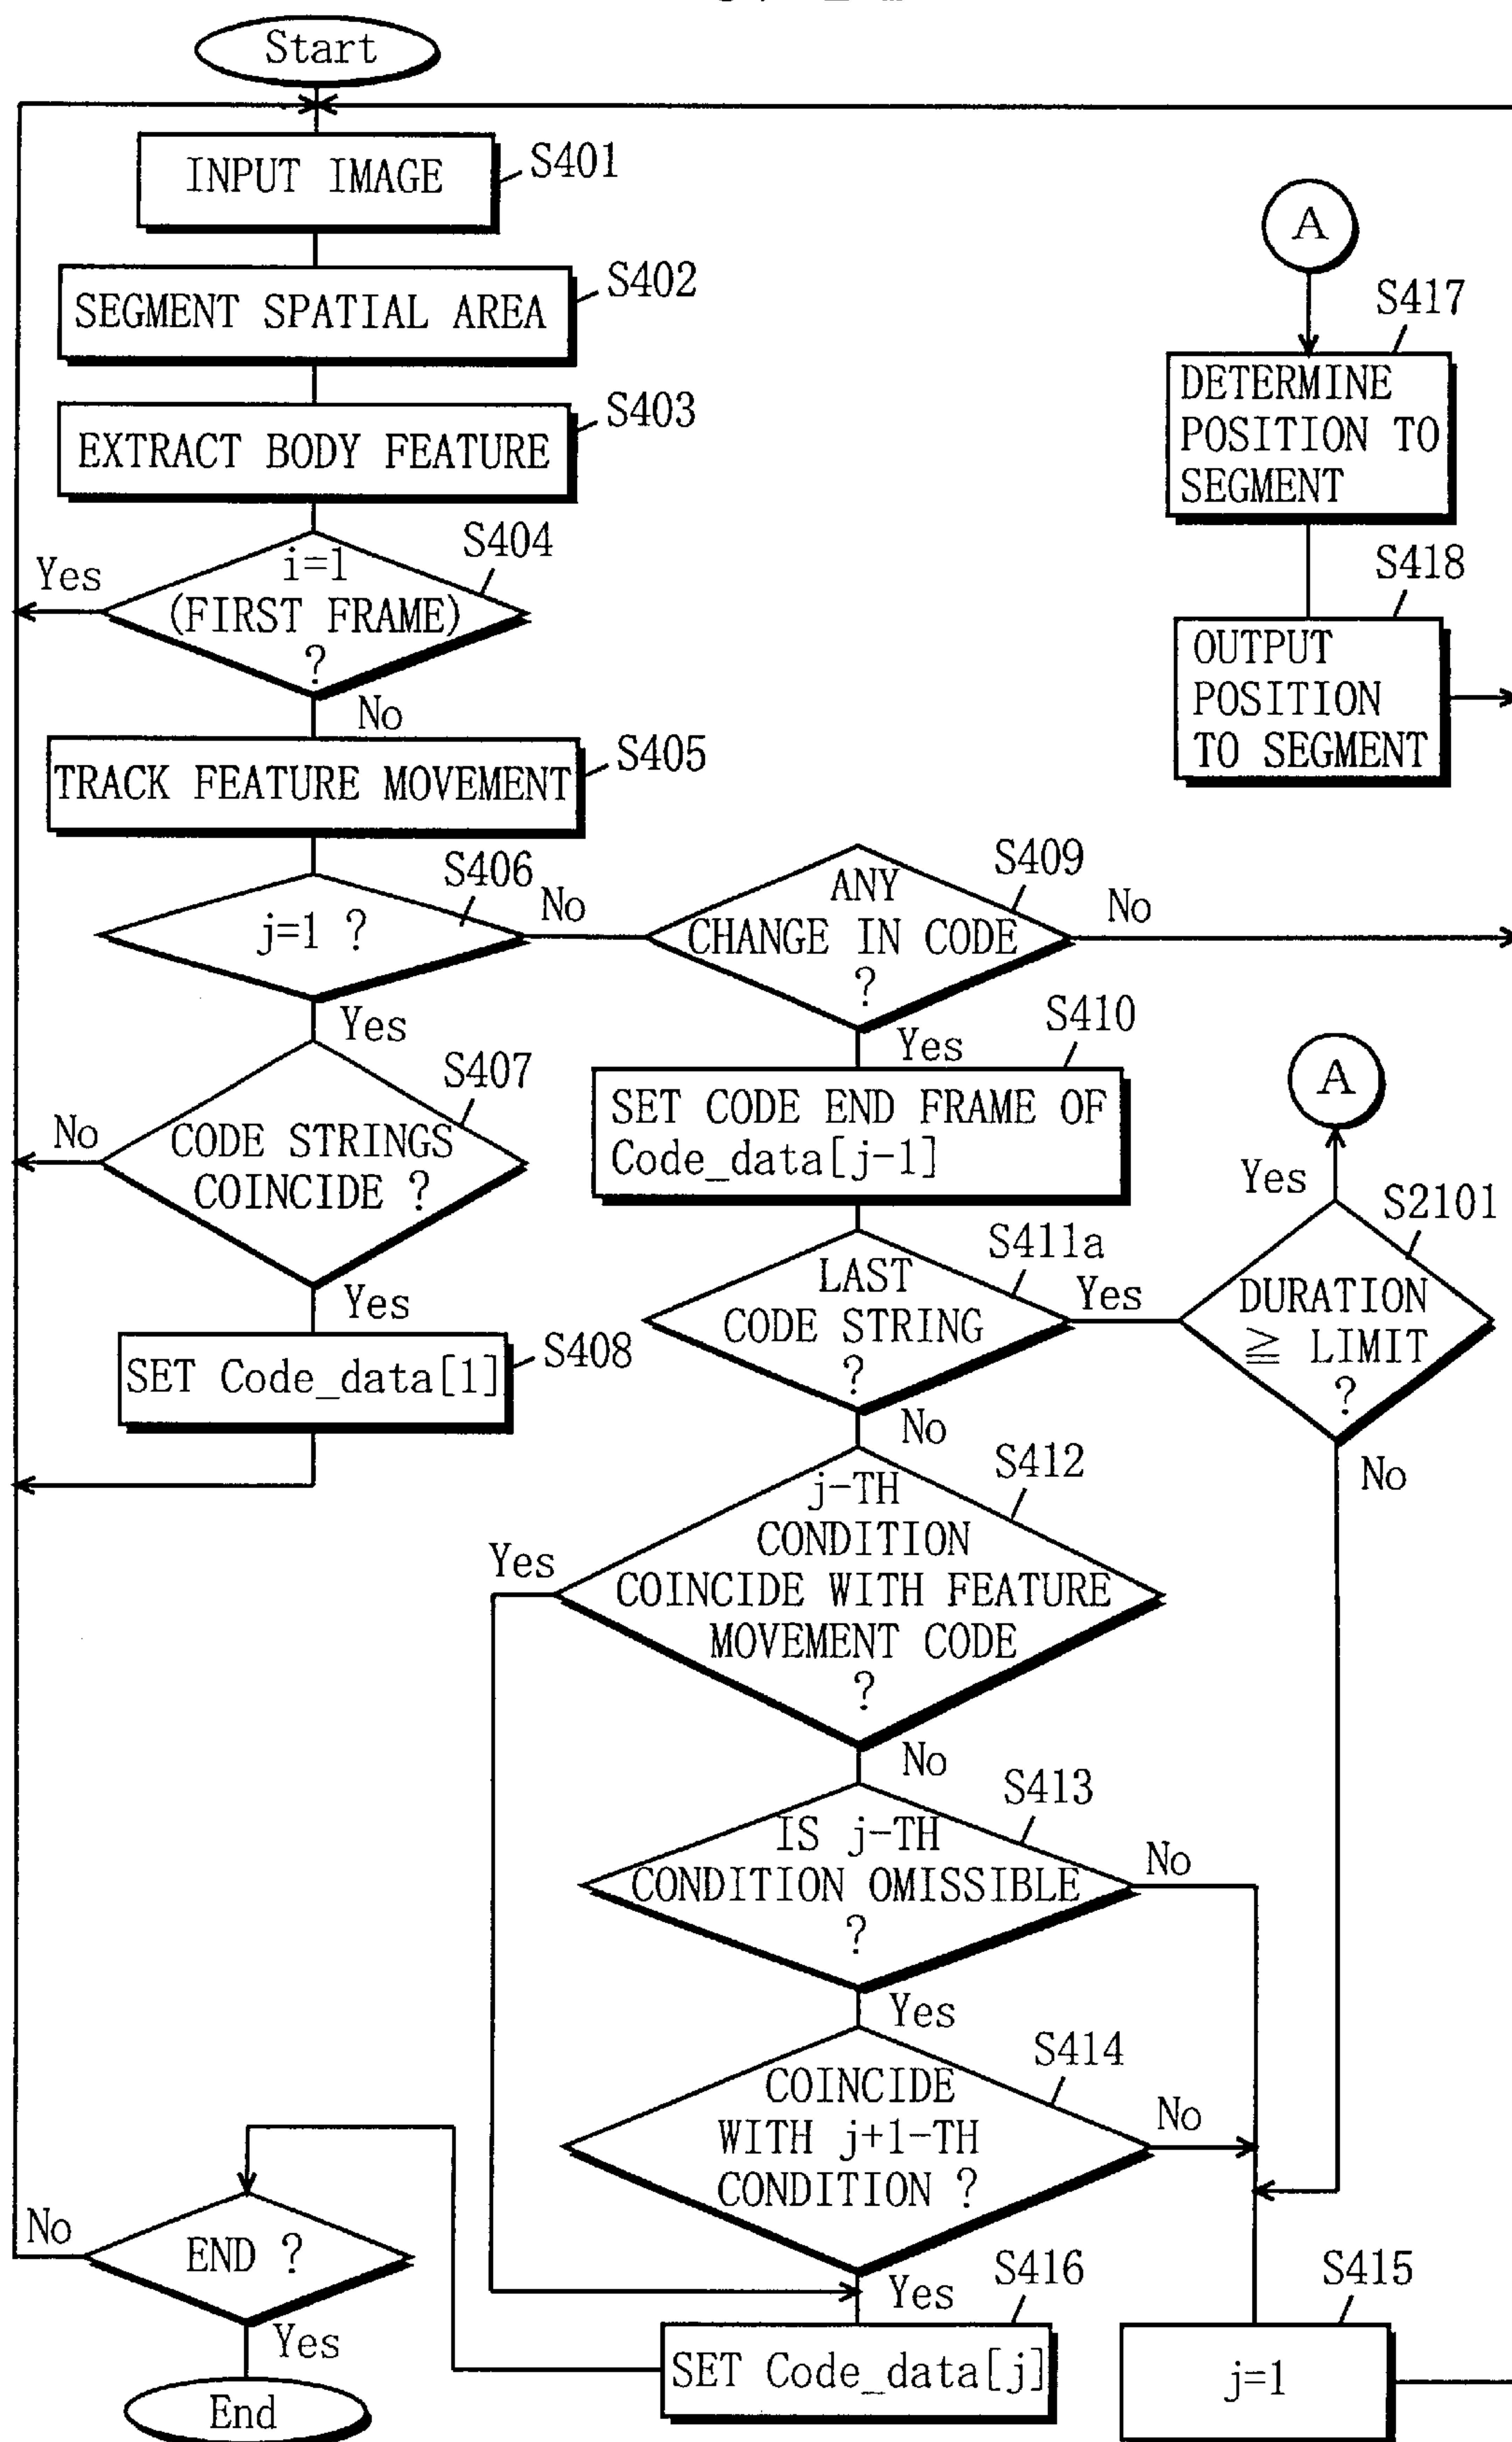 Start
INPUT IMAGE
S401
SEGMENT SPATIAL AREA
S402
EXTRACT BODY FEATURE
S403
i=1
(FIRST FRAME)
?
S404
Yes
No
TRACK FEATURE MOVEMENT
S405
j=1 ?
S406
No
Yes
CODE STRINGS
COINCIDE ?
S407
No
Yes
SET Code_data[1]
S408
ANY
CHANGE IN CODE
?
S409
No
Yes
SET CODE END FRAME OF
Code_data[j-1]
S410
LAST
CODE STRING
?
S411a
Yes
No
DURATION
≧ LIMIT
?
S2101
Yes
No
A
j-TH
CONDITION
COINCIDE WITH FEATURE
MOVEMENT CODE
?
S412
Yes
No
IS j-TH
CONDITION OMISSIBLE
?
S413
No
Yes
COINCIDE
WITH j+1-TH
CONDITION ?
S414
No
Yes
SET Code_data[j]
S416
j=1
S415
END ?
No
Yes
End
A
DETERMINE
POSITION TO
SEGMENT
S417
OUTPUT
POSITION
TO SEGMENT
S418